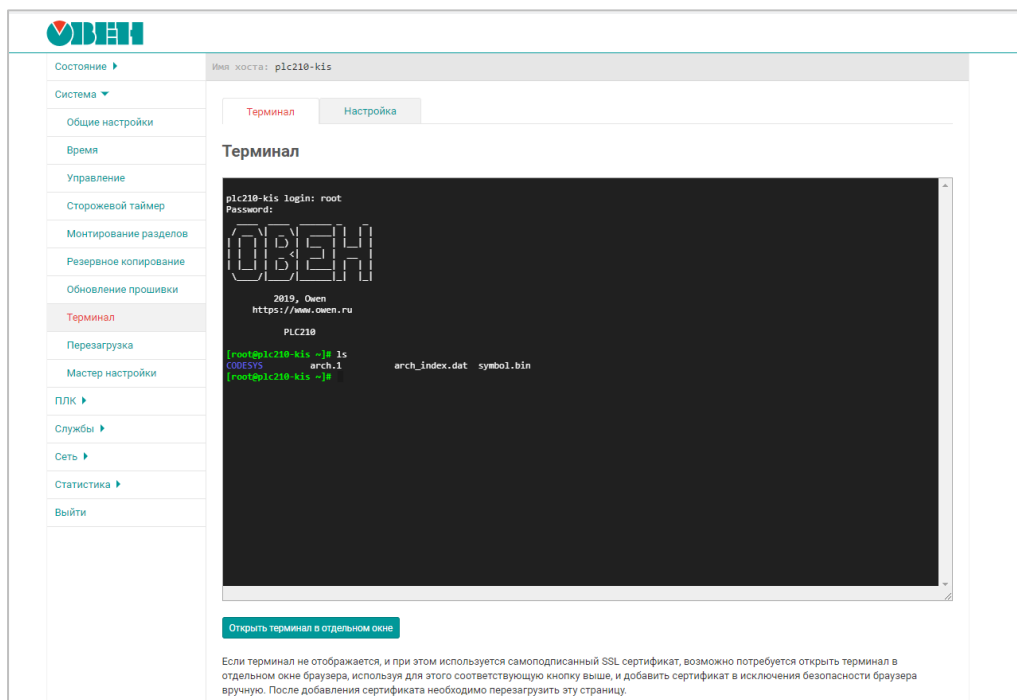 ОВЕН
Состояние
Имя хоста: plc210-kis
Система
Общие настройки
Время
Управление
Сторожевой таймер
Монтирование разделов
Резервное копирование
Обновление прошивки
Терминал
Перезагрузка
Мастер настройки
ПЛК
Службы
Сеть
Статистика
Выйти
Терминал
Настройка
Терминал
plc210-kis login: root
Password:
ОВЕН
2019, Owen
https://www.owen.ru
PLC210
[root@plc210-kis ~]# ls
CODESYS arch.1 arch_index.dat symbol.bin
[root@plc210-kis ~]#
Открыть терминал в отдельном окне
Если терминал не отображается, и при этом используется самоподписанный SSL сертификат, возможно потребуется открыть терминал в
отдельном окне браузера, используя для этого соответствующую кнопку выше, и добавить сертификат в исключения безопасности браузера
вручную. После добавления сертификата необходимо перезагрузить эту страницу.